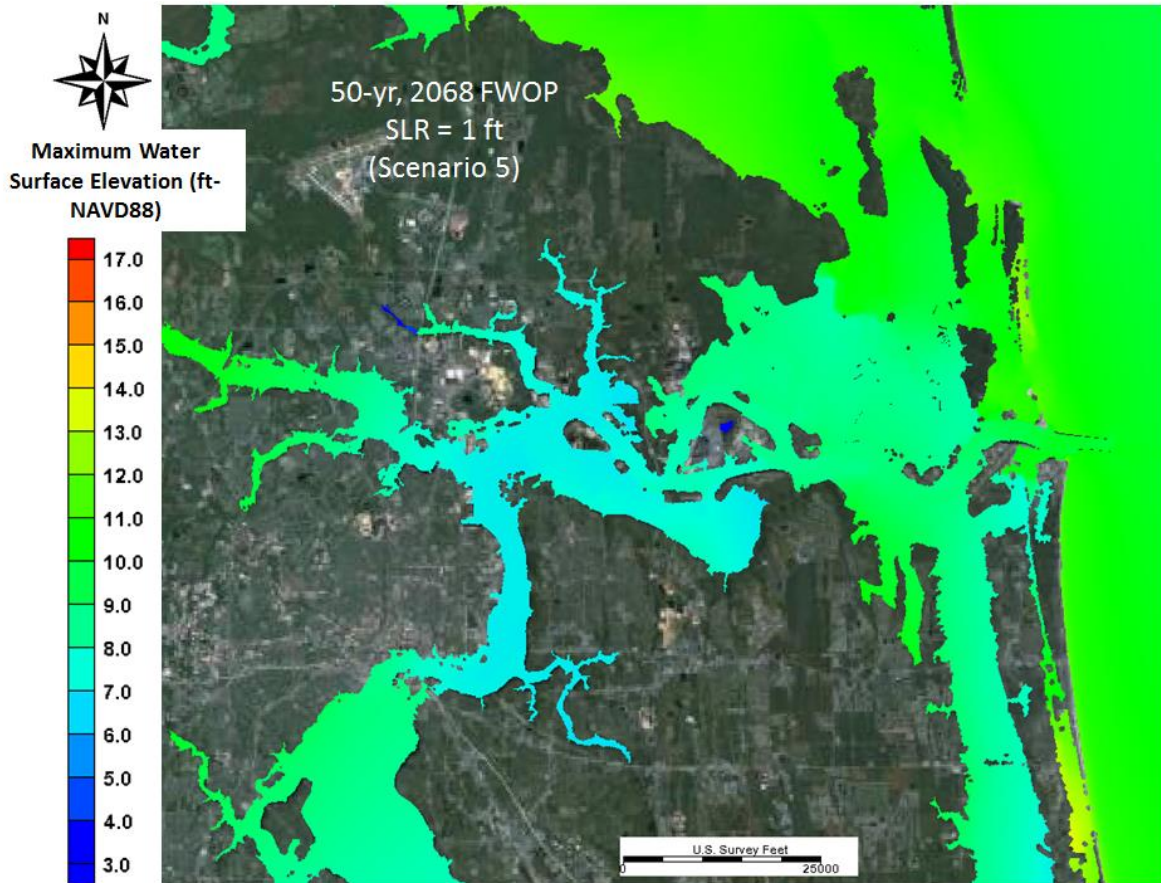 N
50-yr, 2068 FWOP
SLR = 1 ft
(Scenario 5)
Maximum Water
Surface Elevation (ft-
NAVD88)
17.0
16.0
15.0
14.0
13.0
12.0
11.0
10.0
9.0
8.0
7.0
6.0
5.0
4.0
3.0
U.S. Survey Feet
0 25000